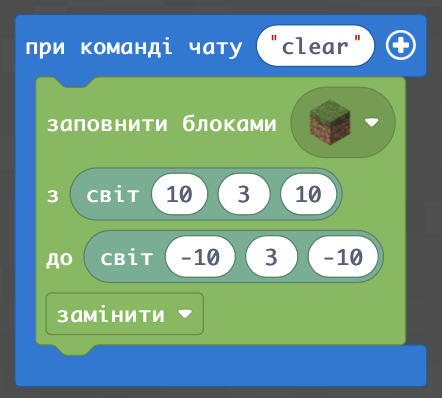 при команді чату "clear"
заповнити блоками
з світ 10 3 10
до світ -10 3 -10
замінити